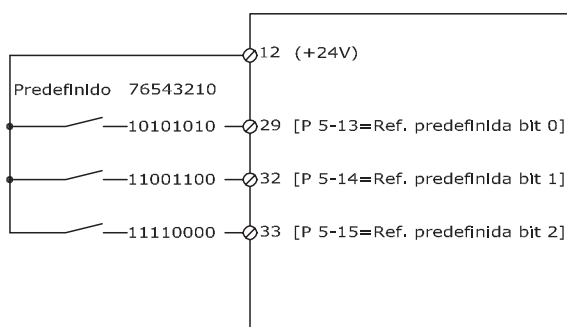 12 (+24V)
Predefinido 76543210
10101010 29 [P 5-13=Ref. predefinida bit 0]
11001100 32 [P 5-14=Ref. predefinida bit 1]
11110000 33 [P 5-15=Ref. predefinida bit 2]